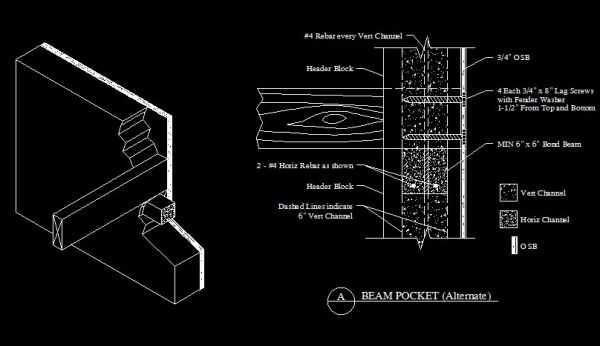 #4 Rebar every Vert Channel
3/4" OSB
Header Block
4 Each 3/4" x 8" Lag Screws
with Fender Washer
1-1/2" From Top and Bottom
MIN 6" x 6" Bond Beam
2 - #4 Horiz Rebar as shown
Header Block
Vert Channel
Dashed Lines indicate
6" Vert Channel
Horiz Channel
OSB
A
BEAM POCKET (Alternate)